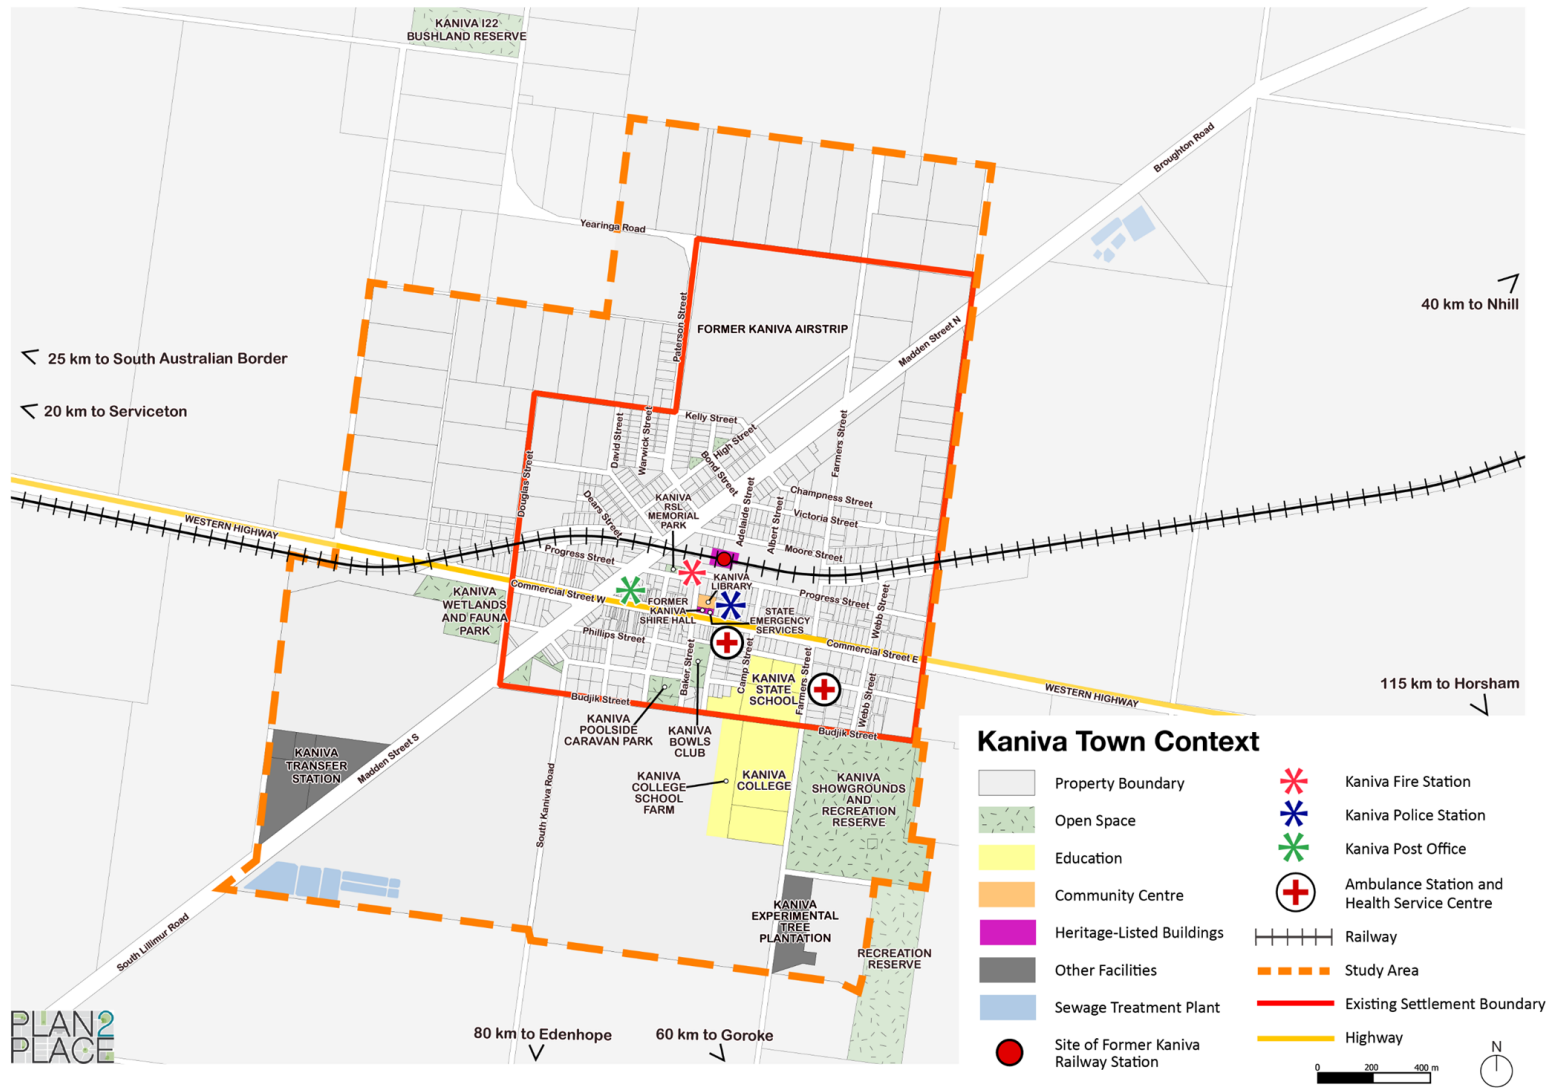 KANIVA I22
BUSHLAND RESERVE
Broughton Road
Yearinga Road
40 km to Nhill
Paterson Street
FORMER KANIVA AIRSTRIP
Madden Street N
25 km to South Australian Border
20 km to Serviceton
Kelly Street
David Street
Warwick Street
High Street
Farmers Street
Bond Street
Douglas Street
Dears Street
KANIVA
RSL
MEMORIAL
PARK
Adelaide Street
Albert Street
Champness Street
Victoria Street
Moore Street
WESTERN HIGHWAY
Progress Street
KANIVA
LIBRARY
Commercial Street W
KANIVA
WETLANDS
AND FAUNA
PARK
FORMER
KANIVA
SHIRE HALL
STATE
EMERGENCY
SERVICES
Progress Street
Webb Street
Phillips Street
Commercial Street E
Baker Street
Camp Street
Farmers Street
Webb Street
KANIVA
STATE
SCHOOL
WESTERN HIGHWAY
115 km to Horsham
Budjik Street
Budjik Street
KANIVA
POOLSIDE
CARAVAN PARK
KANIVA
BOWLS
CLUB
KANIVA
TRANSFER
STATION
Madden Street S
South Kaniva Road
KANIVA
COLLEGE
SCHOOL
FARM
KANIVA
COLLEGE
KANIVA
SHOWGROUNDS
AND
RECREATION
RESERVE
KANIVA
EXPERIMENTAL
TREE
PLANTATION
RECREATION
RESERVE
South Lillimur Road
80 km to Edenhope
60 km to Goroke
PLAN2
PLACE
Kaniva Town Context
Property Boundary
Open Space
Education
Community Centre
Heritage-Listed Buildings
Other Facilities
Sewage Treatment Plant
Site of Former Kaniva
Railway Station
Kaniva Fire Station
Kaniva Police Station
Kaniva Post Office
Ambulance Station and
Health Service Centre
Railway
Study Area
Existing Settlement Boundary
Highway
0 200 400 m
N